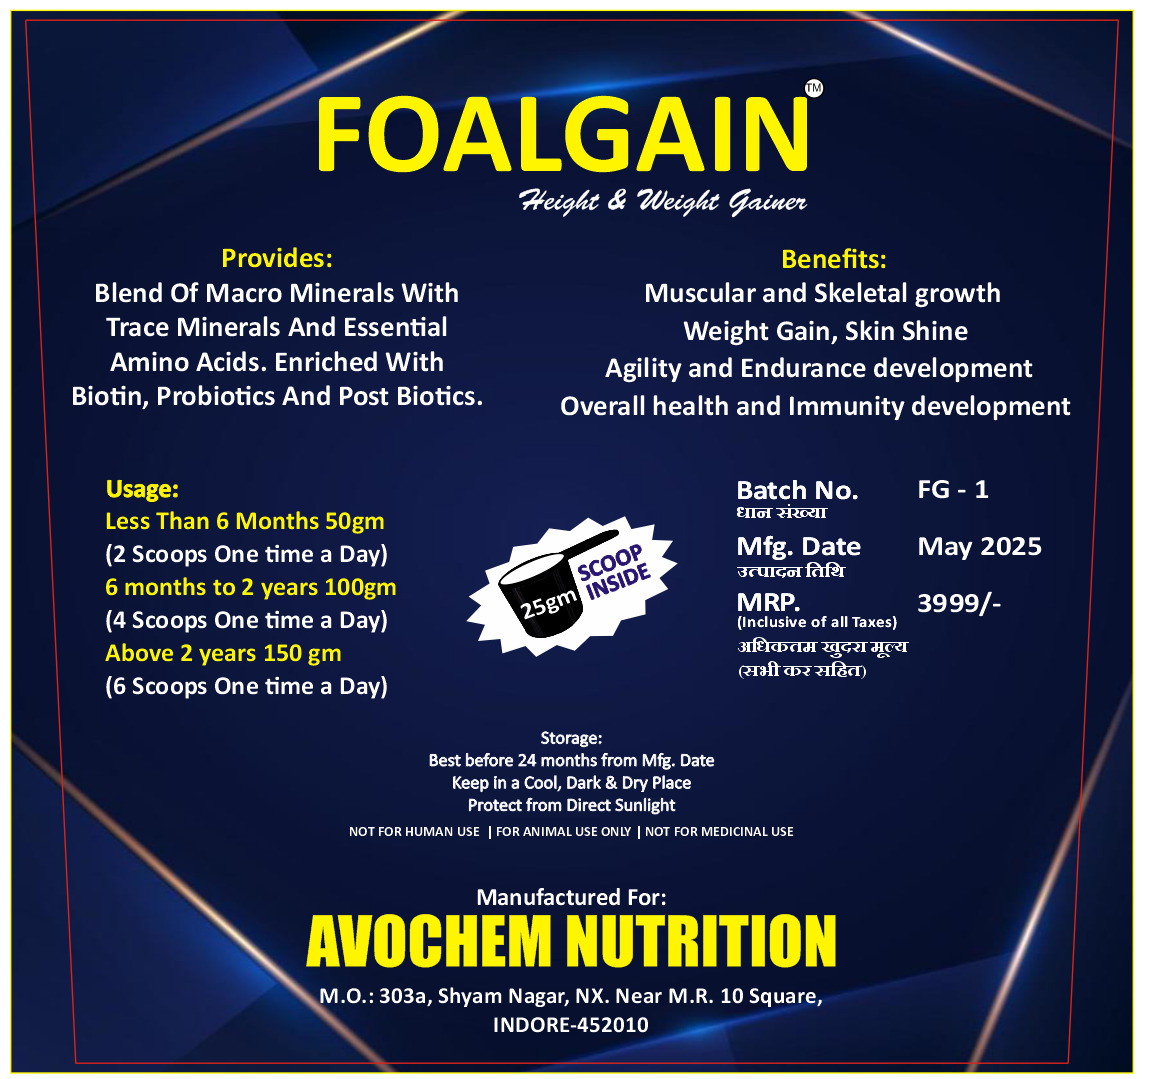 FOALGAIN™
Height & Weight Gainer
Provides:
Blend Of Macro Minerals With
Trace Minerals And Essential
Amino Acids. Enriched With
Biotin, Probiotics And Post Biotics.
Benefits:
Muscular and Skeletal growth
Weight Gain, Skin Shine
Agility and Endurance development
Overall health and Immunity development
Usage:
Less Than 6 Months 50gm
(2 Scoops One time a Day)
6 months to 2 years 100gm
(4 Scoops One time a Day)
Above 2 years 150 gm
(6 Scoops One time a Day)
25gm
SCOOP
INSIDE
Batch No. FG - 1
धान संख्या
Mfg. Date May 2025
उत्पादन तिथि
MRP. 3999/-
(Inclusive of all Taxes)
अधिकतम खुदरा मूल्य
(सभी कर सहित)
Storage:
Best before 24 months from Mfg. Date
Keep in a Cool, Dark & Dry Place
Protect from Direct Sunlight
NOT FOR HUMAN USE | FOR ANIMAL USE ONLY | NOT FOR MEDICINAL USE
Manufactured For:
AVOCHEM NUTRITION
M.O.: 303a, Shyam Nagar, NX. Near M.R. 10 Square,
INDORE-452010